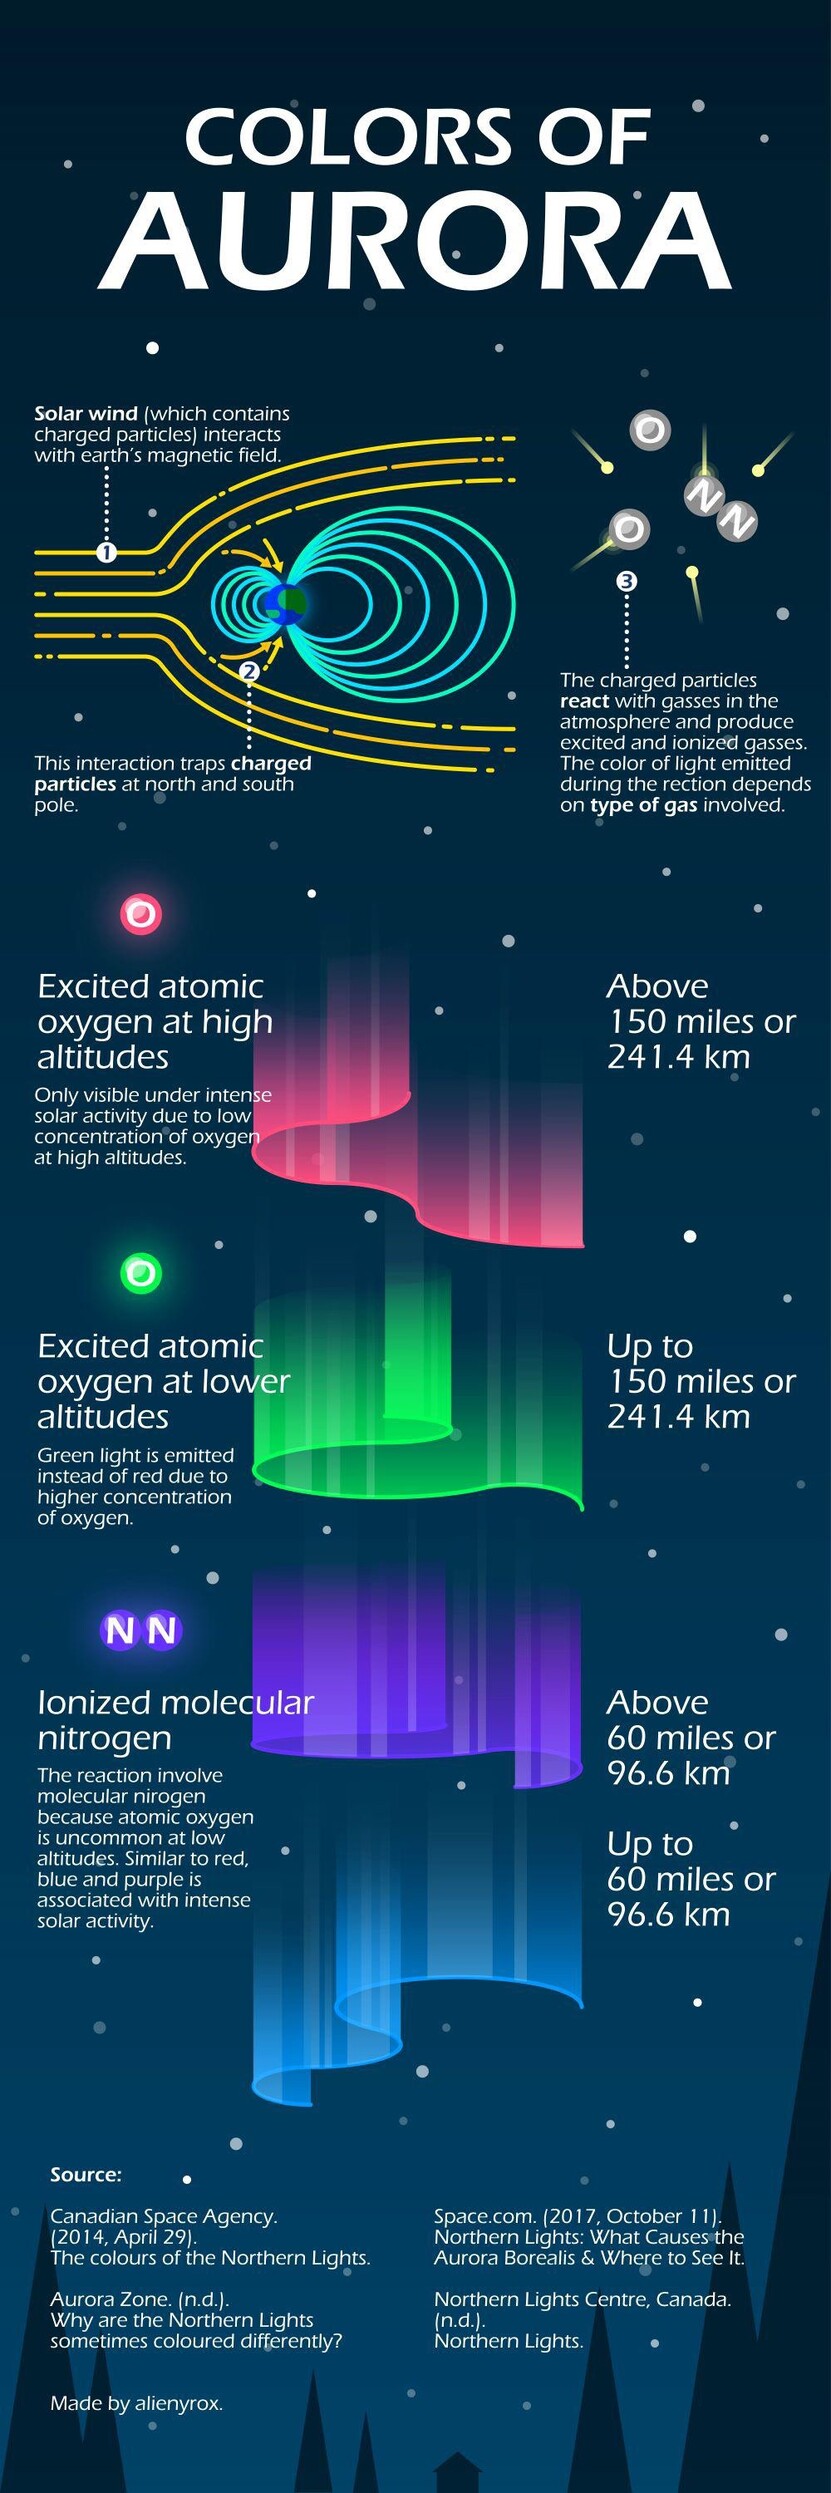 COLORS OF
AURORA
Solar wind (which contains
charged particles) interacts
with earth's magnetic field.
1
2
This interaction traps charged
particles at north and south
pole.
O
N
N
O
3
The charged particles
react with gasses in the
atmosphere and produce
excited and ionized gasses.
The color of light emitted
during the rection depends
on type of gas involved.
O
Excited atomic
oxygen at high
altitudes
Only visible under intense
solar activity due to low
concentration of oxygen
at high altitudes.
Above
150 miles or
241.4 km
O
Excited atomic
oxygen at lower
altitudes
Green light is emitted
instead of red due to
higher concentration
of oxygen.
Up to
150 miles or
241.4 km
N N
Ionized molecular
nitrogen
The reaction involve
molecular nirogen
because atomic oxygen
is uncommon at low
altitudes. Similar to red,
blue and purple is
associated with intense
solar activity.
Above
60 miles or
96.6 km
Up to
60 miles or
96.6 km
Source:
Canadian Space Agency.
(2014, April 29).
The colours of the Northern Lights.
Aurora Zone. (n.d.).
Why are the Northern Lights
sometimes coloured differently?
Space.com. (2017, October 11).
Northern Lights: What Causes the
Aurora Borealis & Where to See It.
Northern Lights Centre, Canada.
(n.d.).
Northern Lights.
Made by alienyrox.